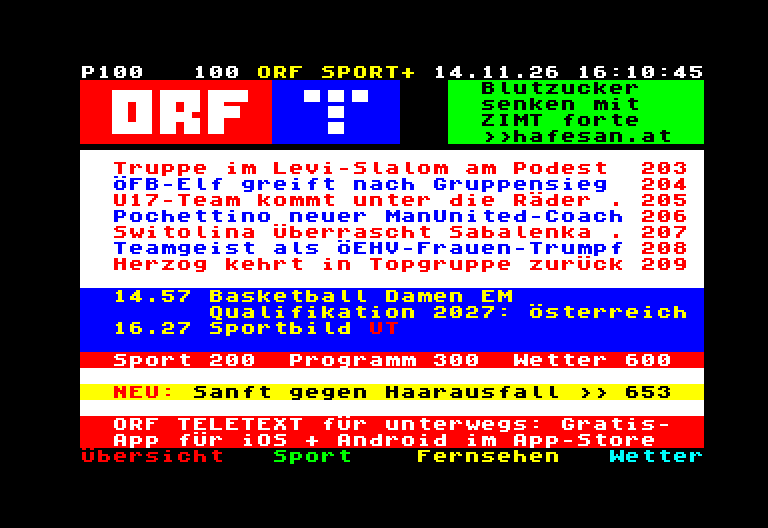 P100 100 ORF SPORT+ 14.11.26 16:10:45
ORF T
Blutzucker
senken mit
ZIMT forte
>>hafesan.at
Truppe im Levi-Slalom am Podest 203
ÖFB-Elf greift nach Gruppensieg 204
U17-Team kommt unter die Räder . 205
Pochettino neuer ManUnited-Coach 206
Switolina überrascht Sabalenka . 207
Teamgeist als ÖEHV-Frauen-Trumpf 208
Herzog kehrt in Topgruppe zurück 209
14.57 Basketball Damen EM
Qualifikation 2027: Österreich
16.27 Sportbild UT
Sport 200 Programm 300 Wetter 600
NEU: Sanft gegen Haarausfall >> 653
ORF TELETEXT für unterwegs: Gratis-
App für iOS + Android im App-Store
Übersicht Sport Fernsehen Wetter